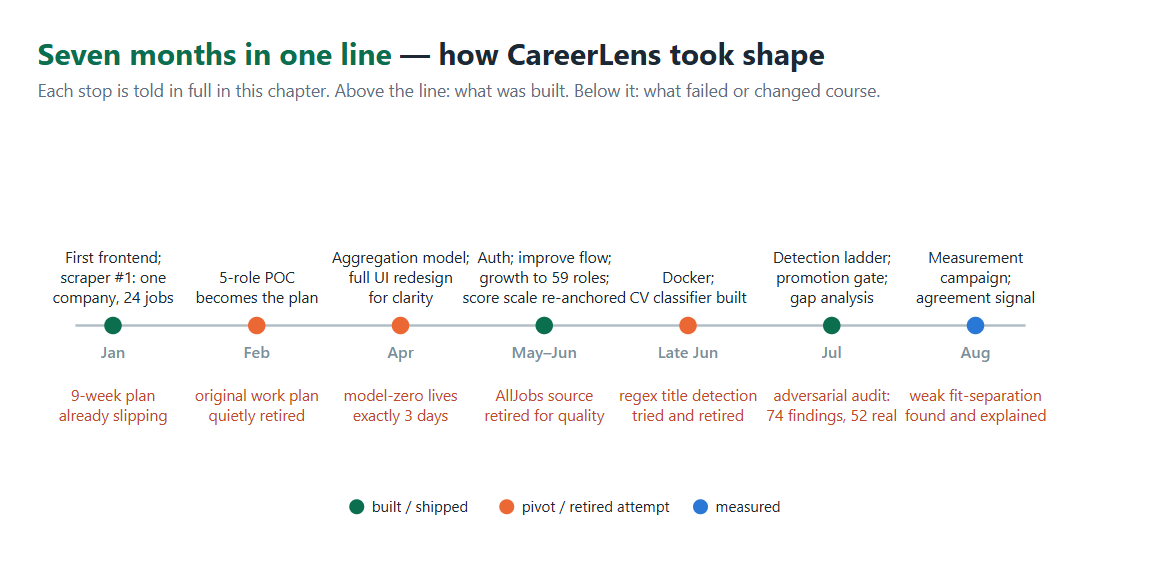 Seven months in one line — how CareerLens took shape
Each stop is told in full in this chapter. Above the line: what was built. Below it: what failed or changed course.
First frontend;
scraper #1: one
company, 24 jobs
5-role POC
becomes the plan
Aggregation model;
full UI redesign
for clarity
Auth; improve flow;
growth to 59 roles;
score scale re-anchored
Docker;
CV classifier built
Detection ladder;
promotion gate;
gap analysis
Measurement
campaign;
agreement signal
Jan
Feb
Apr
May–Jun
Late Jun
Jul
Aug
9-week plan
already slipping
original work plan
quietly retired
model-zero lives
exactly 3 days
AllJobs source
retired for quality
regex title detection
tried and retired
adversarial audit:
74 findings, 52 real
weak fit-separation
found and explained
built / shipped
pivot / retired attempt
measured